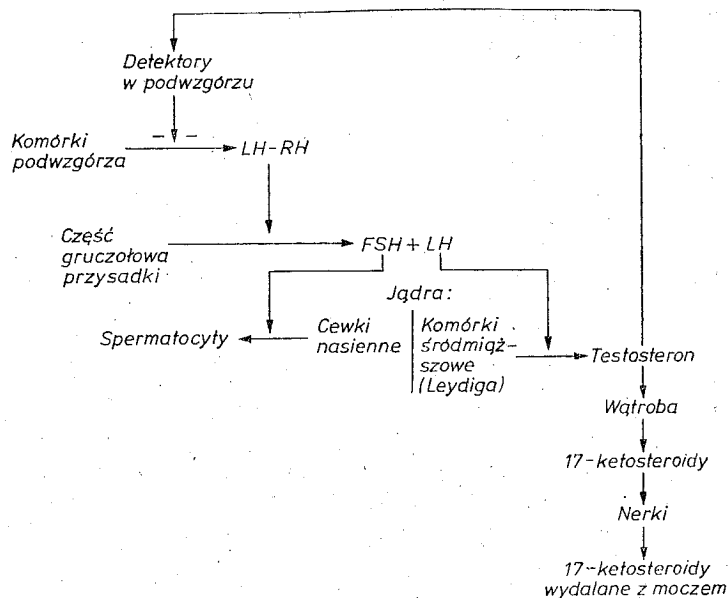 Detektory
w podwzgórzu
Komórki
podwzgórza
- -
LH-RH
Część
gruczołowa
przysadki
FSH + LH
Jądra:
Spermatocyty
Cewki
nasienne
Komórki
śródmiąż-
szowe
(Leydiga)
Testosteron
Wątroba
17-ketosteroidy
Nerki
17-ketosteroidy
wydalane z moczem